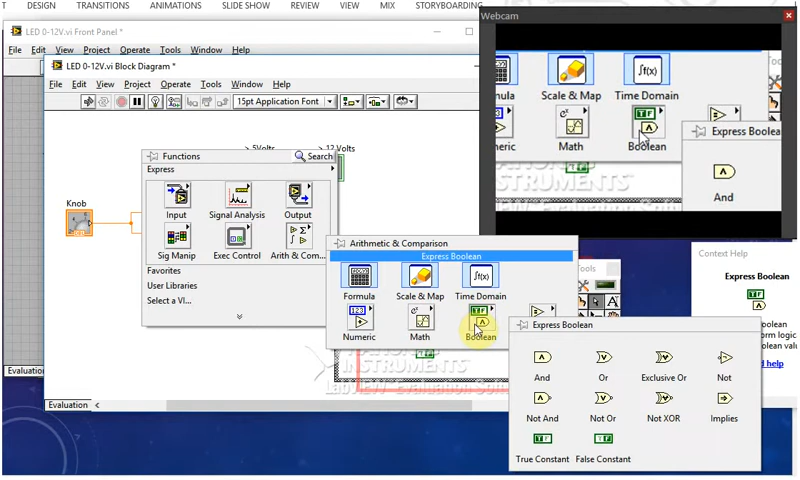 T DESIGN TRANSITIONS ANIMATIONS SLIDE SHOW REVIEW VIEW MIX STORYBOARDING
LED 0-12V.vi Front Panel *
File Edit View Project Operate Tools Window Help
LED 0-12V.vi Block Diagram *
File Edit View Project Operate Tools Window Help
15pt Application Font
> 5Volts > 12 Volts
Knob
Functions
Search
Express
Input Signal Analysis Output
Sig Manip Exec Control Arith & Com...
Favorites
User Libraries
Select a VI...
Arithmetic & Comparison
Express Boolean
Formula Scale & Map Time Domain
Numeric Math Boolean
Express Boolean
And Or Exclusive Or Not
Not And Not Or Not XOR Implies
True Constant False Constant
LabVIEW Evaluation Software
Evaluation
Evaluation
Webcam
Scale & Map Time Domain
Math Boolean
Express Boolean
And
INSTRUMENTS
Tools
Context Help
Express Boolean